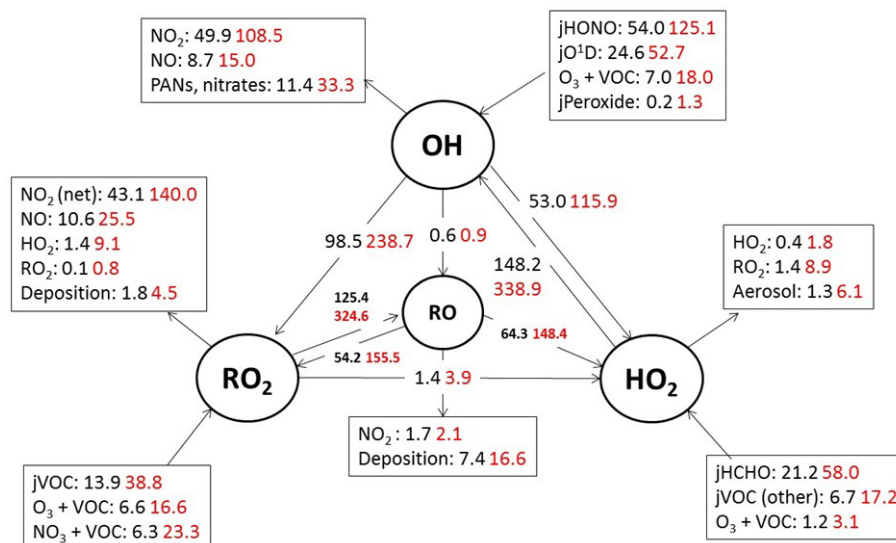 NO₂: 49.9 108.5
NO: 8.7 15.0
PANs, nitrates: 11.4 33.3
jHONO: 54.0 125.1
jO¹D: 24.6 52.7
O₃ + VOC: 7.0 18.0
jPeroxide: 0.2 1.3
OH
NO₂ (net): 43.1 140.0
NO: 10.6 25.5
HO₂: 1.4 9.1
RO₂: 0.1 0.8
Deposition: 1.8 4.5
98.5 238.7
0.6 0.9
53.0 115.9
148.2
338.9
HO₂: 0.4 1.8
RO₂: 1.4 8.9
Aerosol: 1.3 6.1
125.4
324.6
RO
64.3 148.4
54.2 155.5
RO₂
1.4 3.9
HO₂
NO₂ : 1.7 2.1
Deposition: 7.4 16.6
jVOC: 13.9 38.8
O₃ + VOC: 6.6 16.6
NO₃ + VOC: 6.3 23.3
jHCHO: 21.2 58.0
jVOC (other): 6.7 17.2
O₃ + VOC: 1.2 3.1